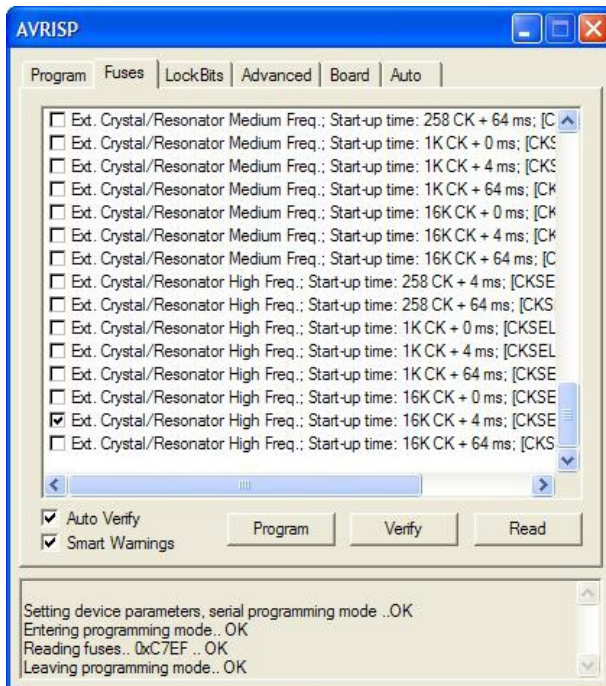 AVRISP
Program Fuses LockBits Advanced Board Auto
Ext. Crystal/Resonator Medium Freq.; Start-up time: 258 CK + 64 ms; [C
Ext. Crystal/Resonator Medium Freq.; Start-up time: 1K CK + 0 ms; [CKS
Ext. Crystal/Resonator Medium Freq.; Start-up time: 1K CK + 4 ms; [CKS
Ext. Crystal/Resonator Medium Freq.; Start-up time: 1K CK + 64 ms; [CK
Ext. Crystal/Resonator Medium Freq.; Start-up time: 16K CK + 0 ms; [CK
Ext. Crystal/Resonator Medium Freq.; Start-up time: 16K CK + 4 ms; [CK
Ext. Crystal/Resonator Medium Freq.; Start-up time: 16K CK + 64 ms; [C
Ext. Crystal/Resonator High Freq.; Start-up time: 258 CK + 4 ms; [CKSE
Ext. Crystal/Resonator High Freq.; Start-up time: 258 CK + 64 ms; [CKS
Ext. Crystal/Resonator High Freq.; Start-up time: 1K CK + 0 ms; [CKSEL
Ext. Crystal/Resonator High Freq.; Start-up time: 1K CK + 4 ms; [CKSEL
Ext. Crystal/Resonator High Freq.; Start-up time: 1K CK + 64 ms; [CKSE
Ext. Crystal/Resonator High Freq.; Start-up time: 16K CK + 0 ms; [CKSE
Ext. Crystal/Resonator High Freq.; Start-up time: 16K CK + 4 ms; [CKSE
Ext. Crystal/Resonator High Freq.; Start-up time: 16K CK + 64 ms; [CKS
Auto Verify
Smart Warnings
Program Verify Read
Setting device parameters, serial programming mode ..OK
Entering programming mode.. OK
Reading fuses.. 0xC7EF .. OK
Leaving programming mode.. OK